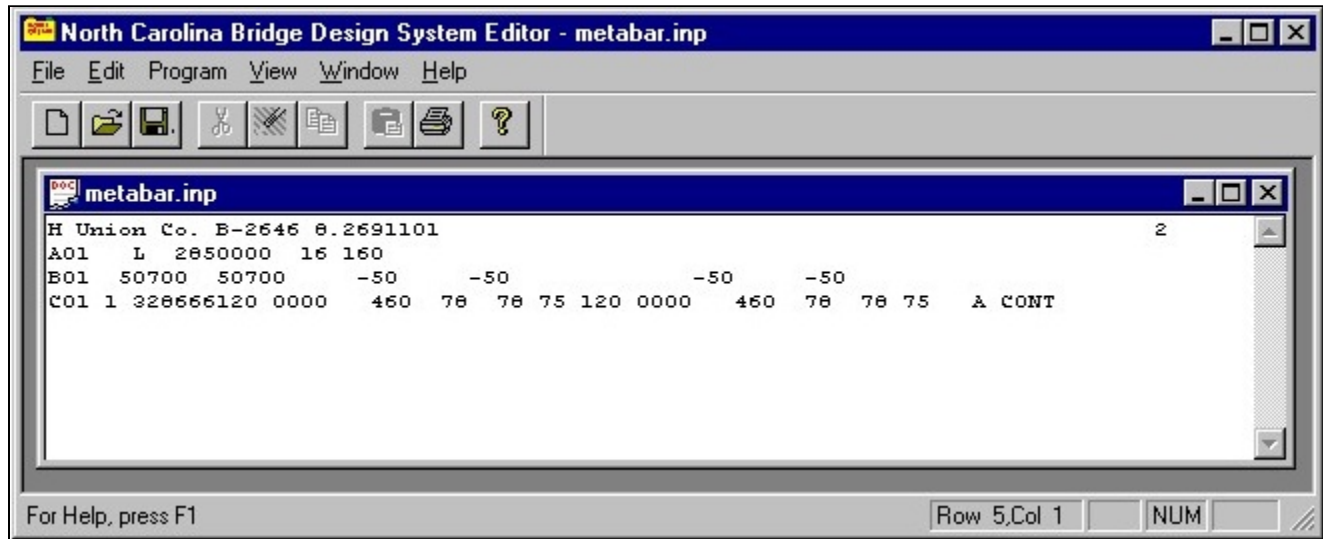 North Carolina Bridge Design System Editor - metabar.inp
File Edit Program View Window Help
metabar.inp
H Union Co. B-2646 8.2691101 2
A01 L 2850000 16 160
B01 50700 50700 -50 -50 -50 -50
C01 1 328666120 0000 460 78 78 75 120 0000 460 78 78 75 A CONT
For Help, press F1
Row 5,Col 1
NUM